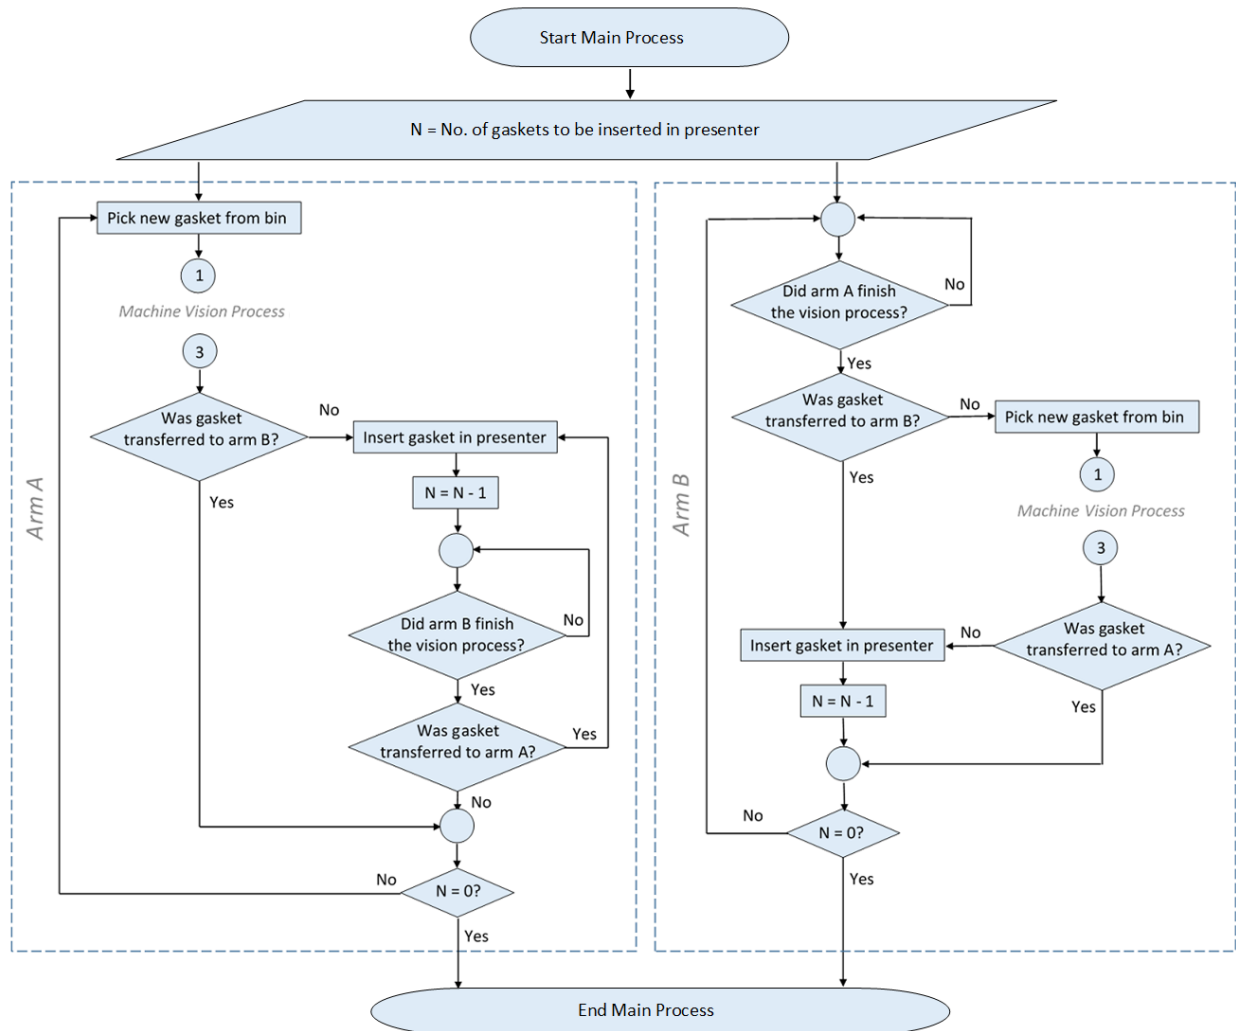 Start Main Process
N = No. of gaskets to be inserted in presenter
Arm A
Pick new gasket from bin
1
Machine Vision Process
3
Was gasket
transferred to arm B?
No
Yes
Insert gasket in presenter
N = N - 1
Did arm B finish
the vision process?
No
Yes
Was gasket
transferred to arm A?
Yes
No
N = 0?
No
Yes
Arm B
Did arm A finish
the vision process?
No
Yes
Was gasket
transferred to arm B?
No
Yes
Pick new gasket from bin
1
Machine Vision Process
3
Was gasket
transferred to arm A?
No
Yes
Insert gasket in presenter
N = N - 1
N = 0?
No
Yes
End Main Process